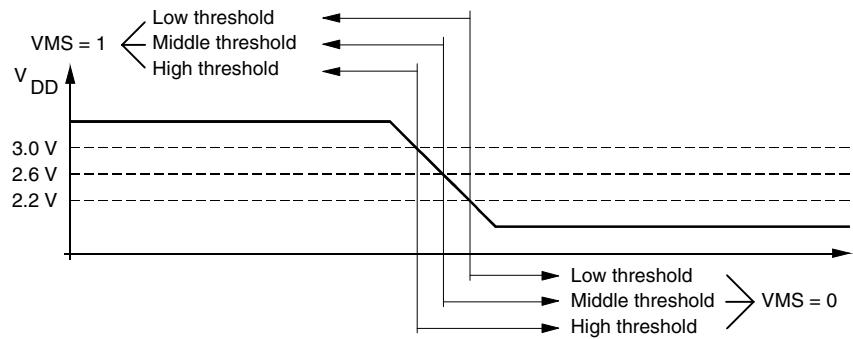 Low threshold
VMS = 1
Middle threshold
High threshold
V
DD
3.0 V
2.6 V
2.2 V
Low threshold
Middle threshold
VMS = 0
High threshold